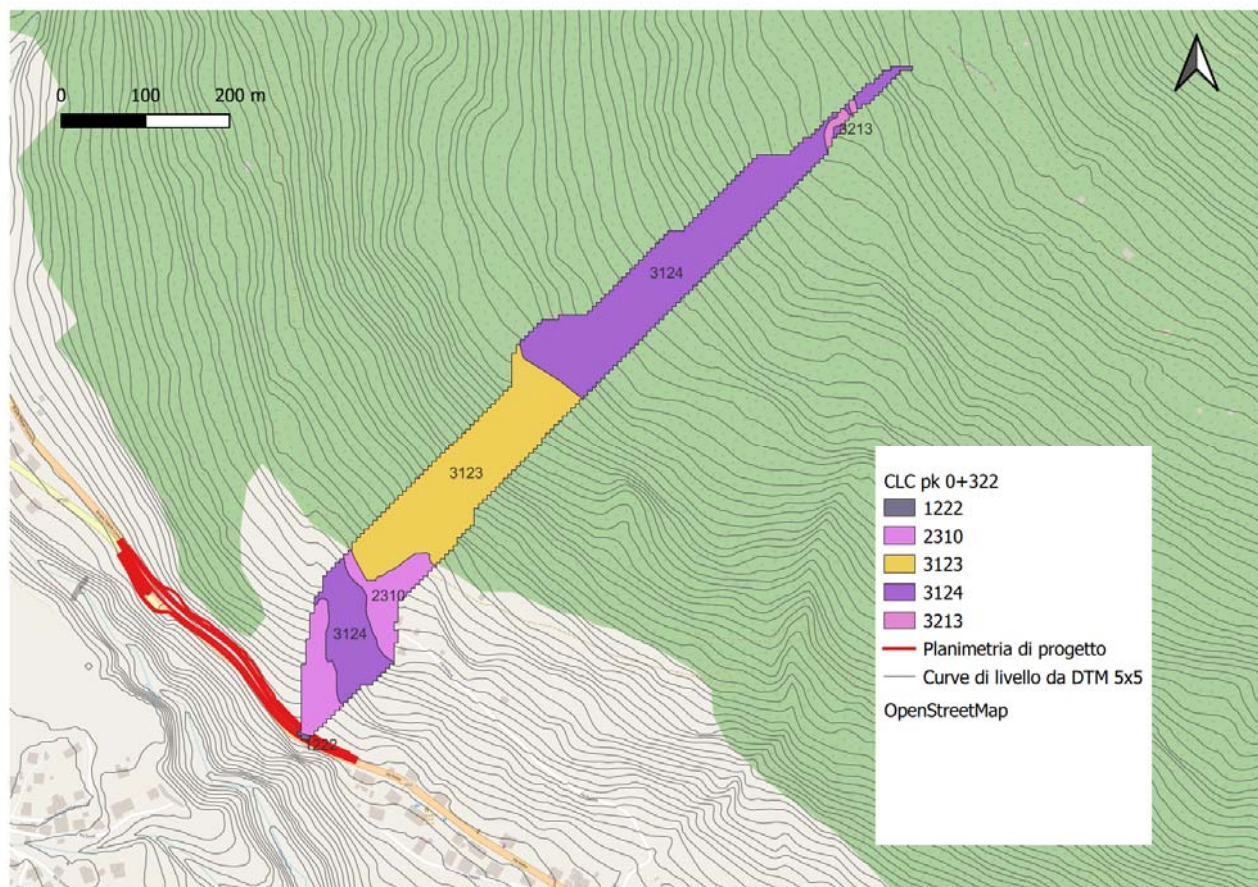 0 100 200 m
3213
3124
3123
2310
3124
1222
CLC pk 0+322
1222
2310
3123
3124
3213
Planimetria di progetto
Curve di livello da DTM 5x5
OpenStreetMap